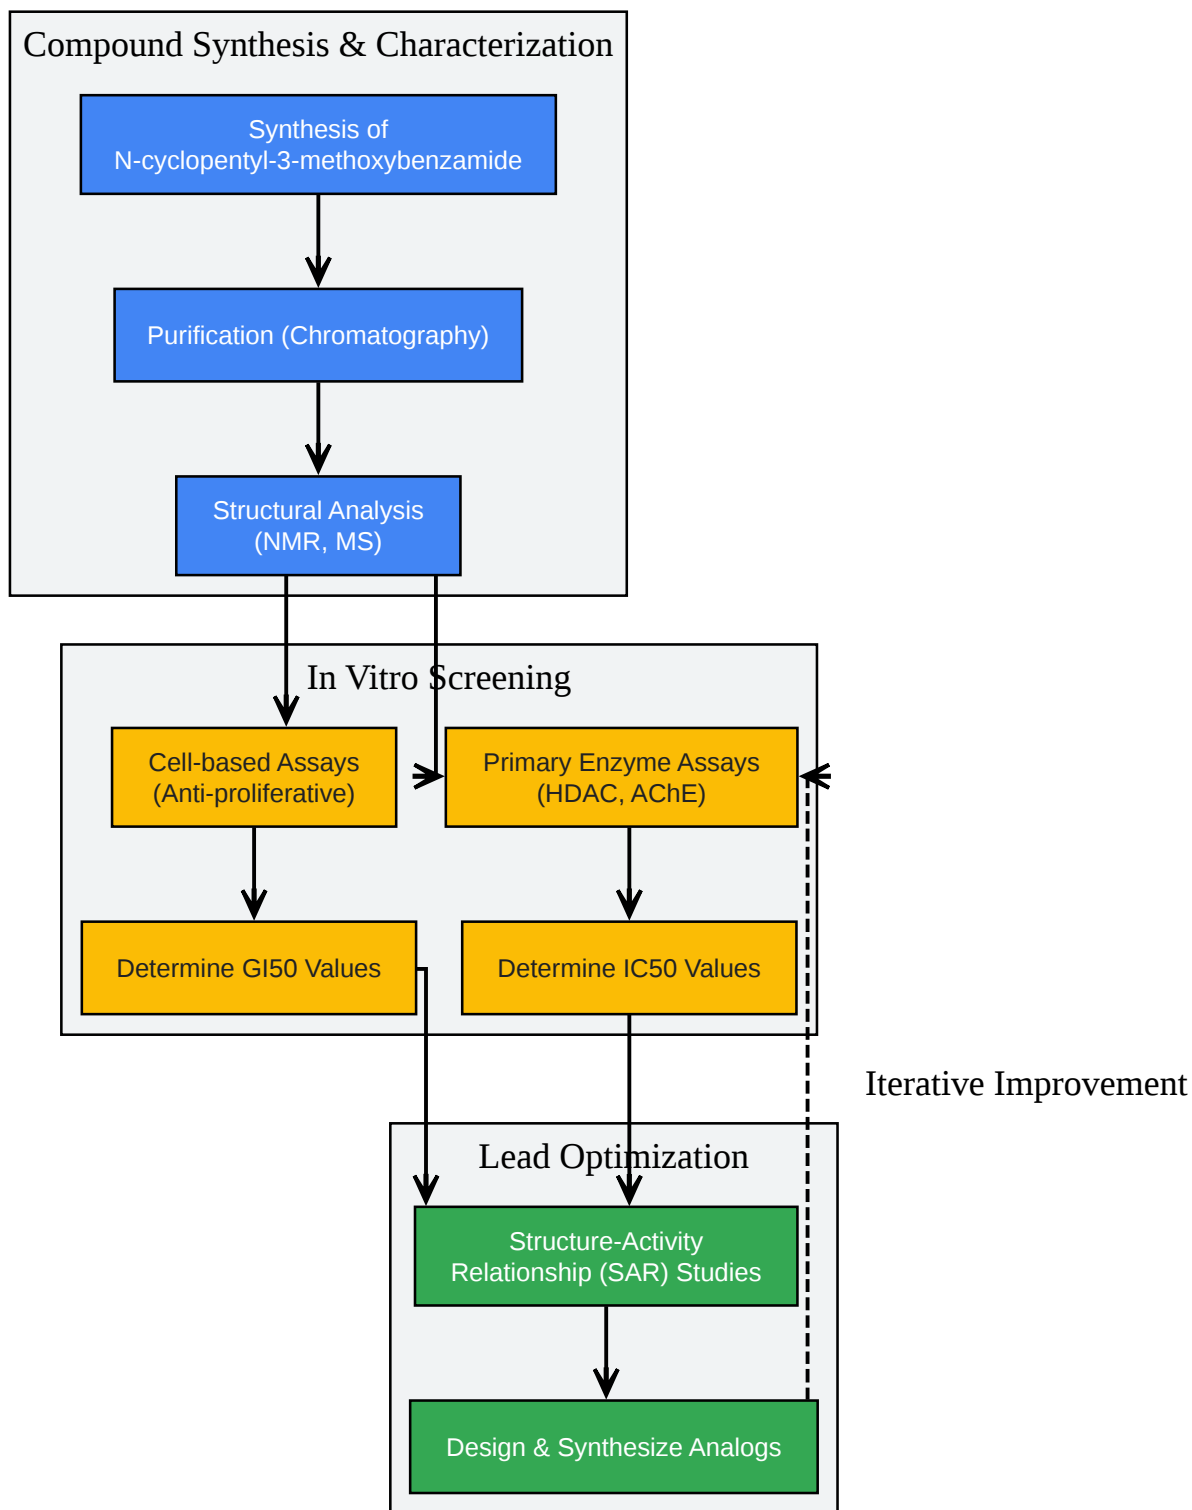 Compound Synthesis & Characterization
Synthesis of
N-cyclopentyl-3-methoxybenzamide
Purification (Chromatography)
Structural Analysis
(NMR, MS)
In Vitro Screening
Cell-based Assays
(Anti-proliferative)
Primary Enzyme Assays
(HDAC, AChE)
Determine GI50 Values
Determine IC50 Values
Iterative Improvement
Lead Optimization
Structure-Activity
Relationship (SAR) Studies
Design & Synthesize Analogs